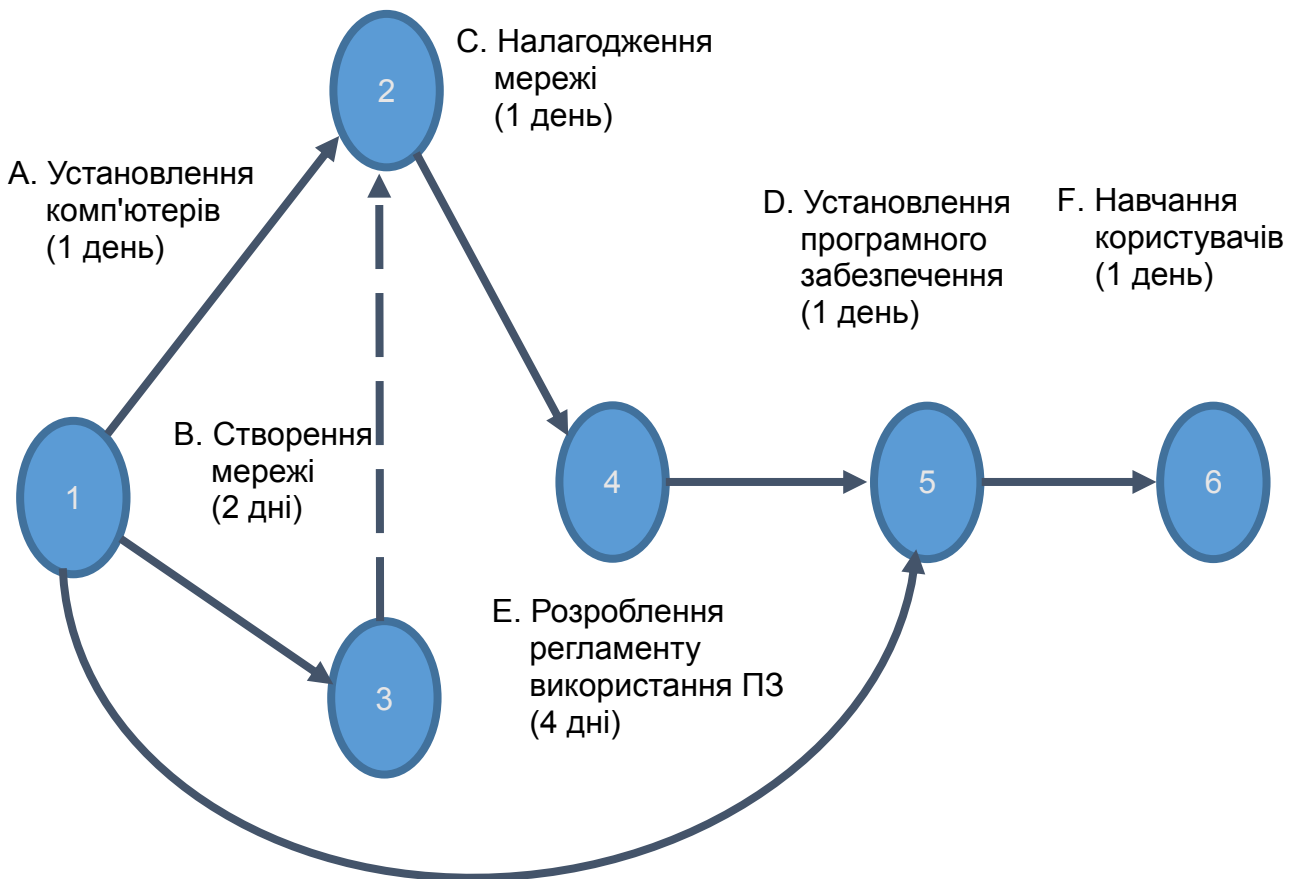 C. Налагодження
мережі
(1 день)
2
A. Установлення
комп'ютерів
(1 день)
D. Установлення
програмного
забезпечення
(1 день)
F. Навчання
користувачів
(1 день)
B. Створення
мережі
(2 дні)
1
4
5
6
E. Розроблення
регламенту
використання ПЗ
(4 дні)
3